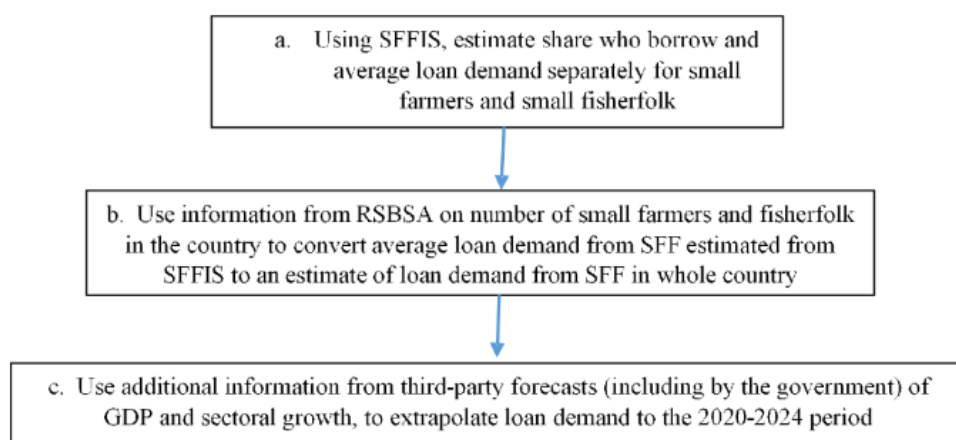 a. Using SFFIS, estimate share who borrow and
average loan demand separately for small
farmers and small fisherfolk
b. Use information from RSBSA on number of small farmers and fisherfolk
in the country to convert average loan demand from SFF estimated from
SFFIS to an estimate of loan demand from SFF in whole country
c. Use additional information from third-party forecasts (including by the government) of
GDP and sectoral growth, to extrapolate loan demand to the 2020-2024 period